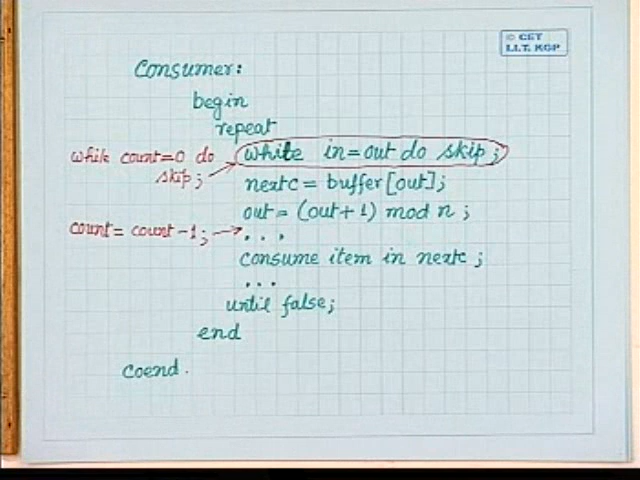 © CET
I.I.T. KGP
Consumer:
begin
repeat
while count=0 do
skip;
while in=out do skip;
nextc = buffer[out];
out = (out+1) mod n;
count= count-1;
...
consume item in nextc;
...
until false;
end
coend.